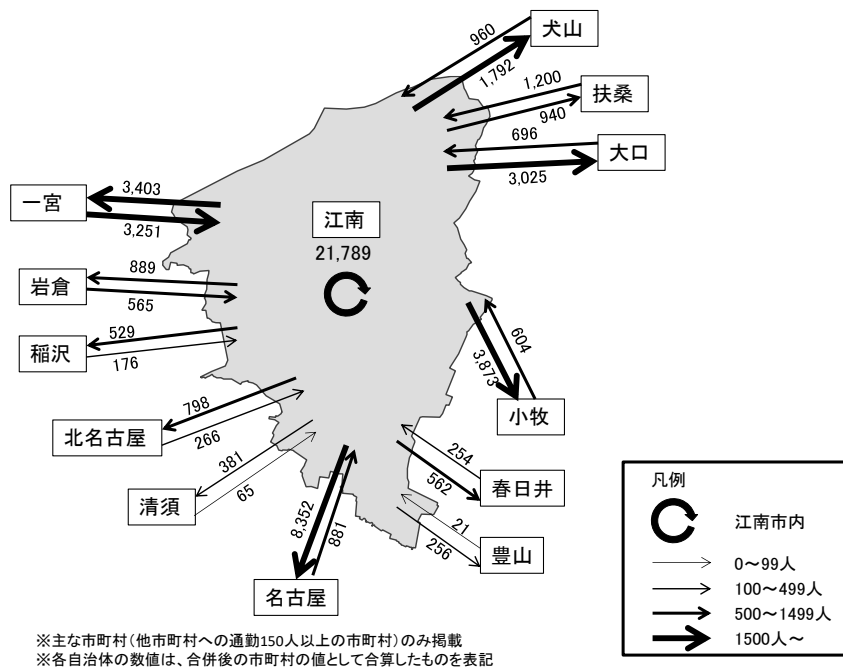 犬山
960
1,792
1,200
扶桑
940
696
大口
3,025
一宮
3,403
3,251
江南
21,789
889
岩倉
565
529
稲沢
176
604
3,873
小牧
798
北名古屋
266
254
春日井
562
381
清須
65
8,352
881
21
豊山
256
名古屋
凡例
江南市内
0～99人
100～499人
500～1499人
1500人～
※主な市町村(他市町村への通勤150人以上の市町村)のみ掲載
※各自治体の数値は、合併後の市町村の値として合算したものを表記